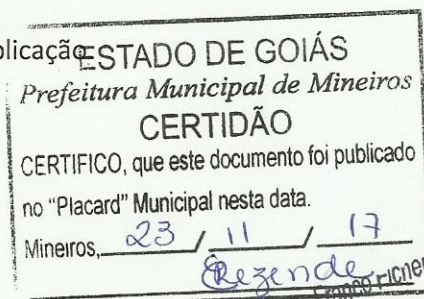 blicação
ESTADO DE GOIÁS
Prefeitura Municipal de Mineiros
CERTIDÃO
CERTIFICO, que este documento foi publicado
no "Placard" Municipal nesta data.
Mineiros, 23 / 11 / 17
Rezende